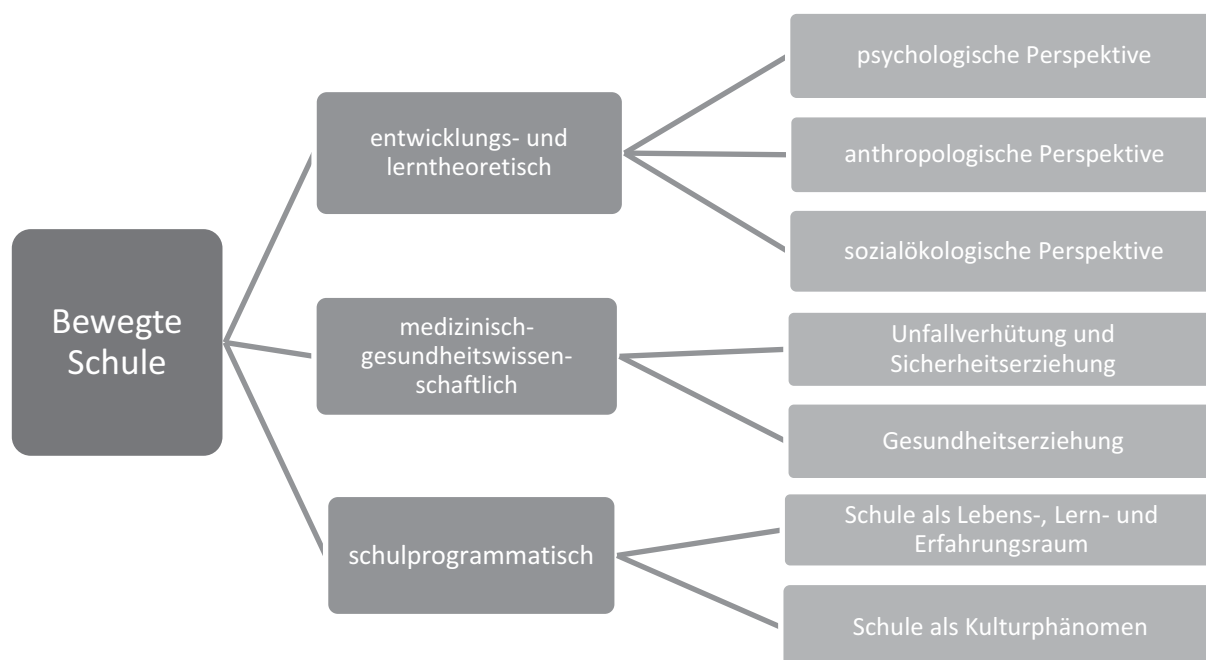 Bewegte
Schule
entwicklungs- und
lerntheoretisch
psychologische Perspektive
anthropologische Perspektive
sozialökologische Perspektive
medizinisch-
gesundheitswissen-
schaftlich
Unfallverhütung und
Sicherheitserziehung
Gesundheitserziehung
schulprogrammatisch
Schule als Lebens-, Lern- und
Erfahrungsraum
Schule als Kulturphänomen